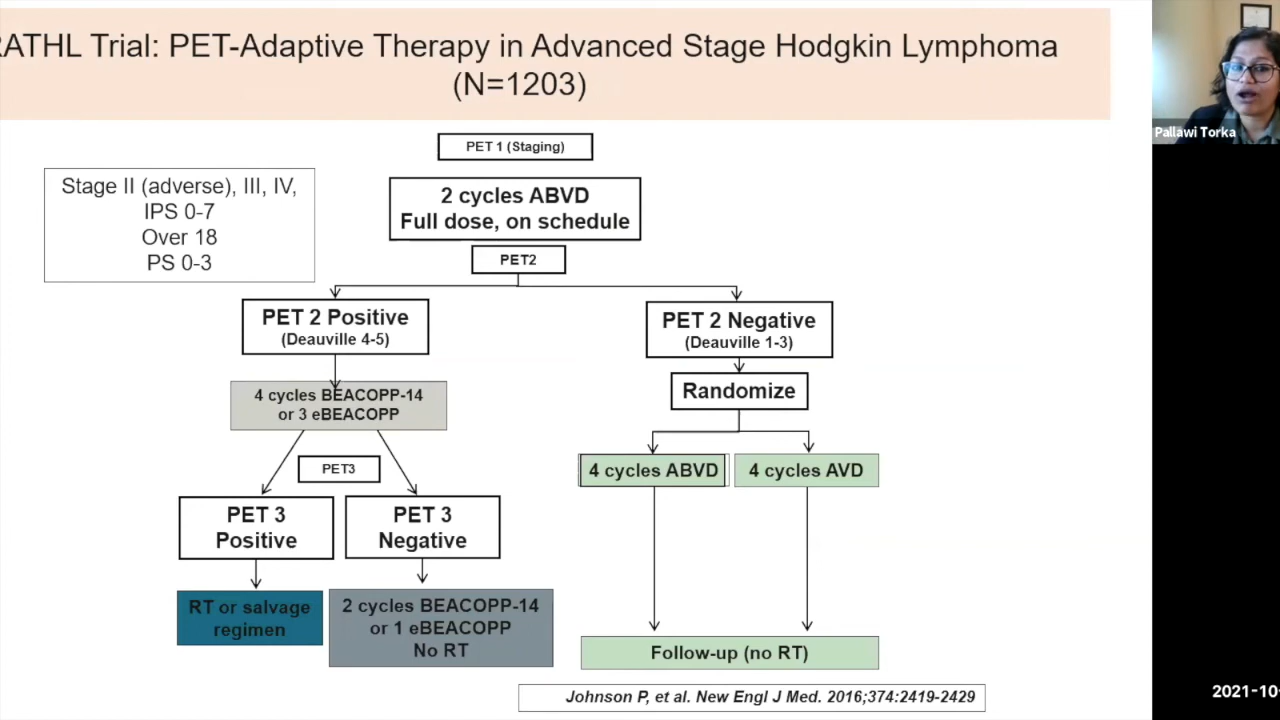 RATHL Trial: PET-Adaptive Therapy in Advanced Stage Hodgkin Lymphoma
(N=1203)
Pallawi Torka
PET 1 (Staging)
Stage II (adverse), III, IV,
IPS 0-7
Over 18
PS 0-3
2 cycles ABVD
Full dose, on schedule
PET2
PET 2 Positive
(Deauville 4-5)
PET 2 Negative
(Deauville 1-3)
4 cycles BEACOPP-14
or 3 eBEACOPP
Randomize
PET3
4 cycles ABVD
4 cycles AVD
PET 3
Positive
PET 3
Negative
RT or salvage
regimen
2 cycles BEACOPP-14
or 1 eBEACOPP
No RT
Follow-up (no RT)
Johnson P, et al. New Engl J Med. 2016;374:2419-2429
2021-10-